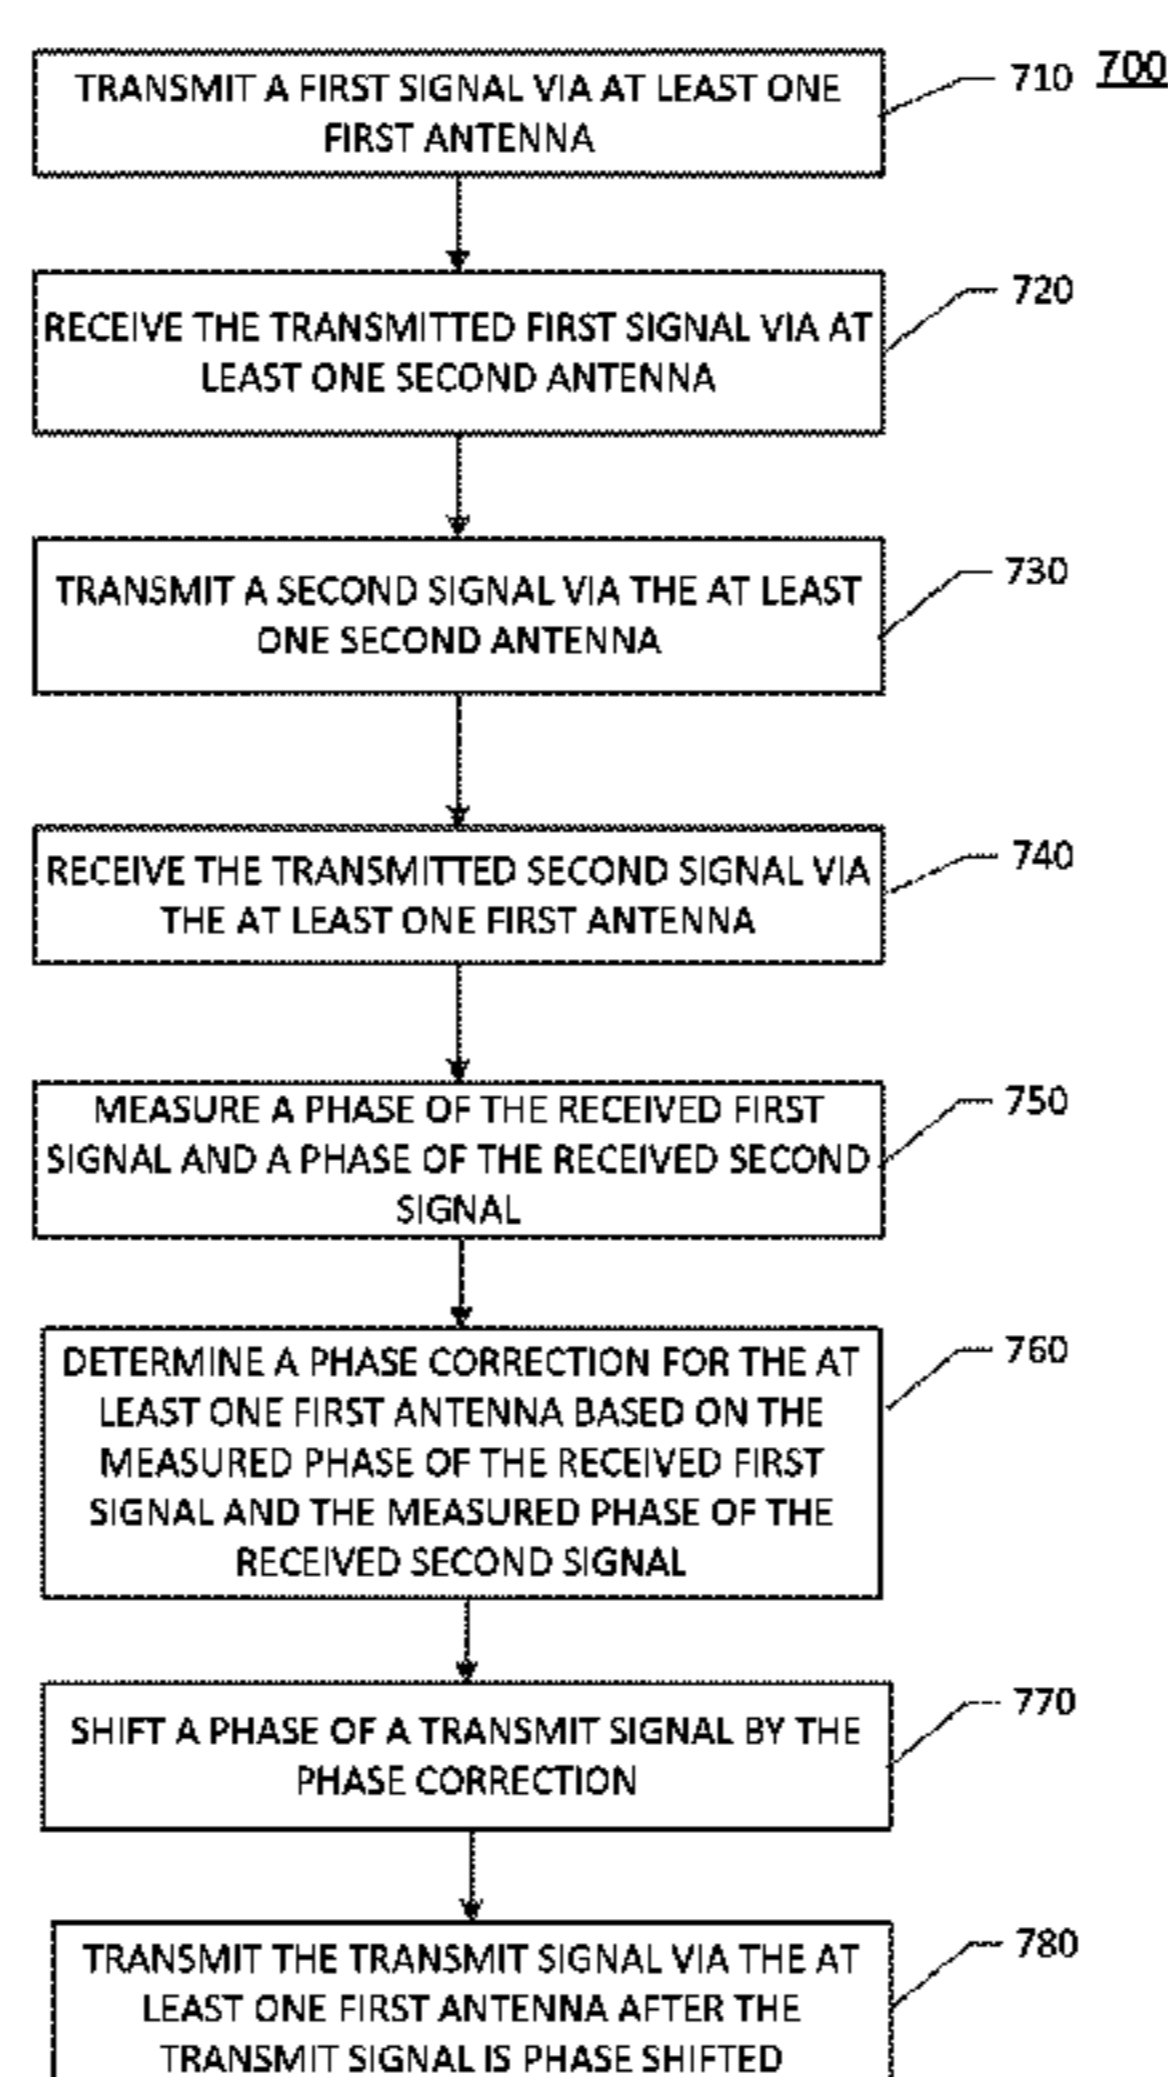 700
TRANSMIT A FIRST SIGNAL VIA AT LEAST ONE
FIRST ANTENNA
710
RECEIVE THE TRANSMITTED FIRST SIGNAL VIA AT
LEAST ONE SECOND ANTENNA
720
TRANSMIT A SECOND SIGNAL VIA THE AT LEAST
ONE SECOND ANTENNA
730
RECEIVE THE TRANSMITTED SECOND SIGNAL VIA
THE AT LEAST ONE FIRST ANTENNA
740
MEASURE A PHASE OF THE RECEIVED FIRST
SIGNAL AND A PHASE OF THE RECEIVED SECOND
SIGNAL
750
DETERMINE A PHASE CORRECTION FOR THE AT
LEAST ONE FIRST ANTENNA BASED ON THE
MEASURED PHASE OF THE RECEIVED FIRST
SIGNAL AND THE MEASURED PHASE OF THE
RECEIVED SECOND SIGNAL
760
SHIFT A PHASE OF A TRANSMIT SIGNAL BY THE
PHASE CORRECTION
770
TRANSMIT THE TRANSMIT SIGNAL VIA THE AT
LEAST ONE FIRST ANTENNA AFTER THE
TRANSMIT SIGNAL IS PHASE SHIFTED
780